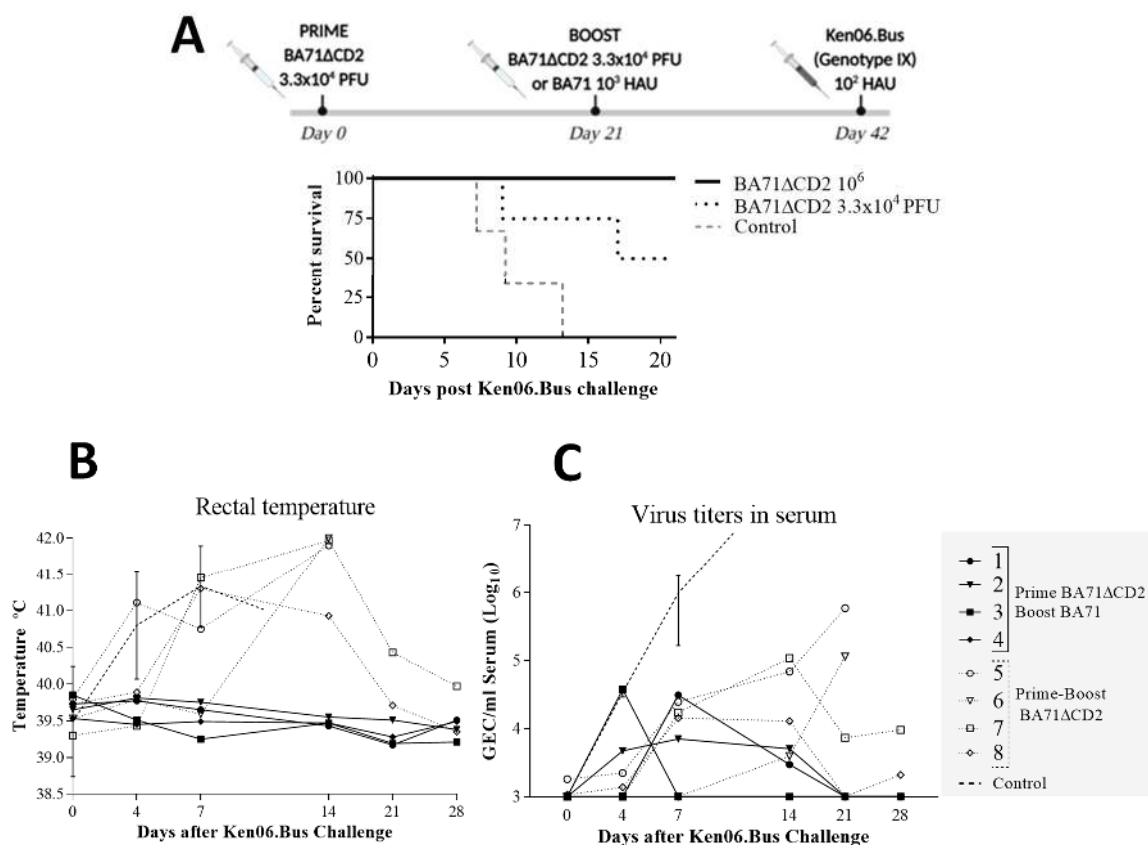 A
PRIME
BA71ΔCD2
3.3x10⁴ PFU
BOOST
BA71ΔCD2 3.3x10⁴ PFU
or BA71 10³ HAU
Ken06.Bus
(Genotype IX)
10² HAU
Day 0
Day 21
Day 42
Percent survival
100
75
50
25
0
0 5 10 15 20
Days post Ken06.Bus challenge
BA71ΔCD2 10⁶
BA71ΔCD2 3.3x10⁴ PFU
Control
B
Rectal temperature
Temperature °C
42.0
41.5
41.0
40.5
40.0
39.5
39.0
38.5
0 4 7 14 21 28
Days after Ken06.Bus Challenge
C
Virus titers in serum
GEC/ml Serum (Log₁₀)
7
6
5
4
3
0 4 7 14 21 28
Days after Ken06.Bus Challenge
1
2
3
4
Prime BA71ΔCD2
Boost BA71
5
6
7
8
Prime-Boost
BA71ΔCD2
Control